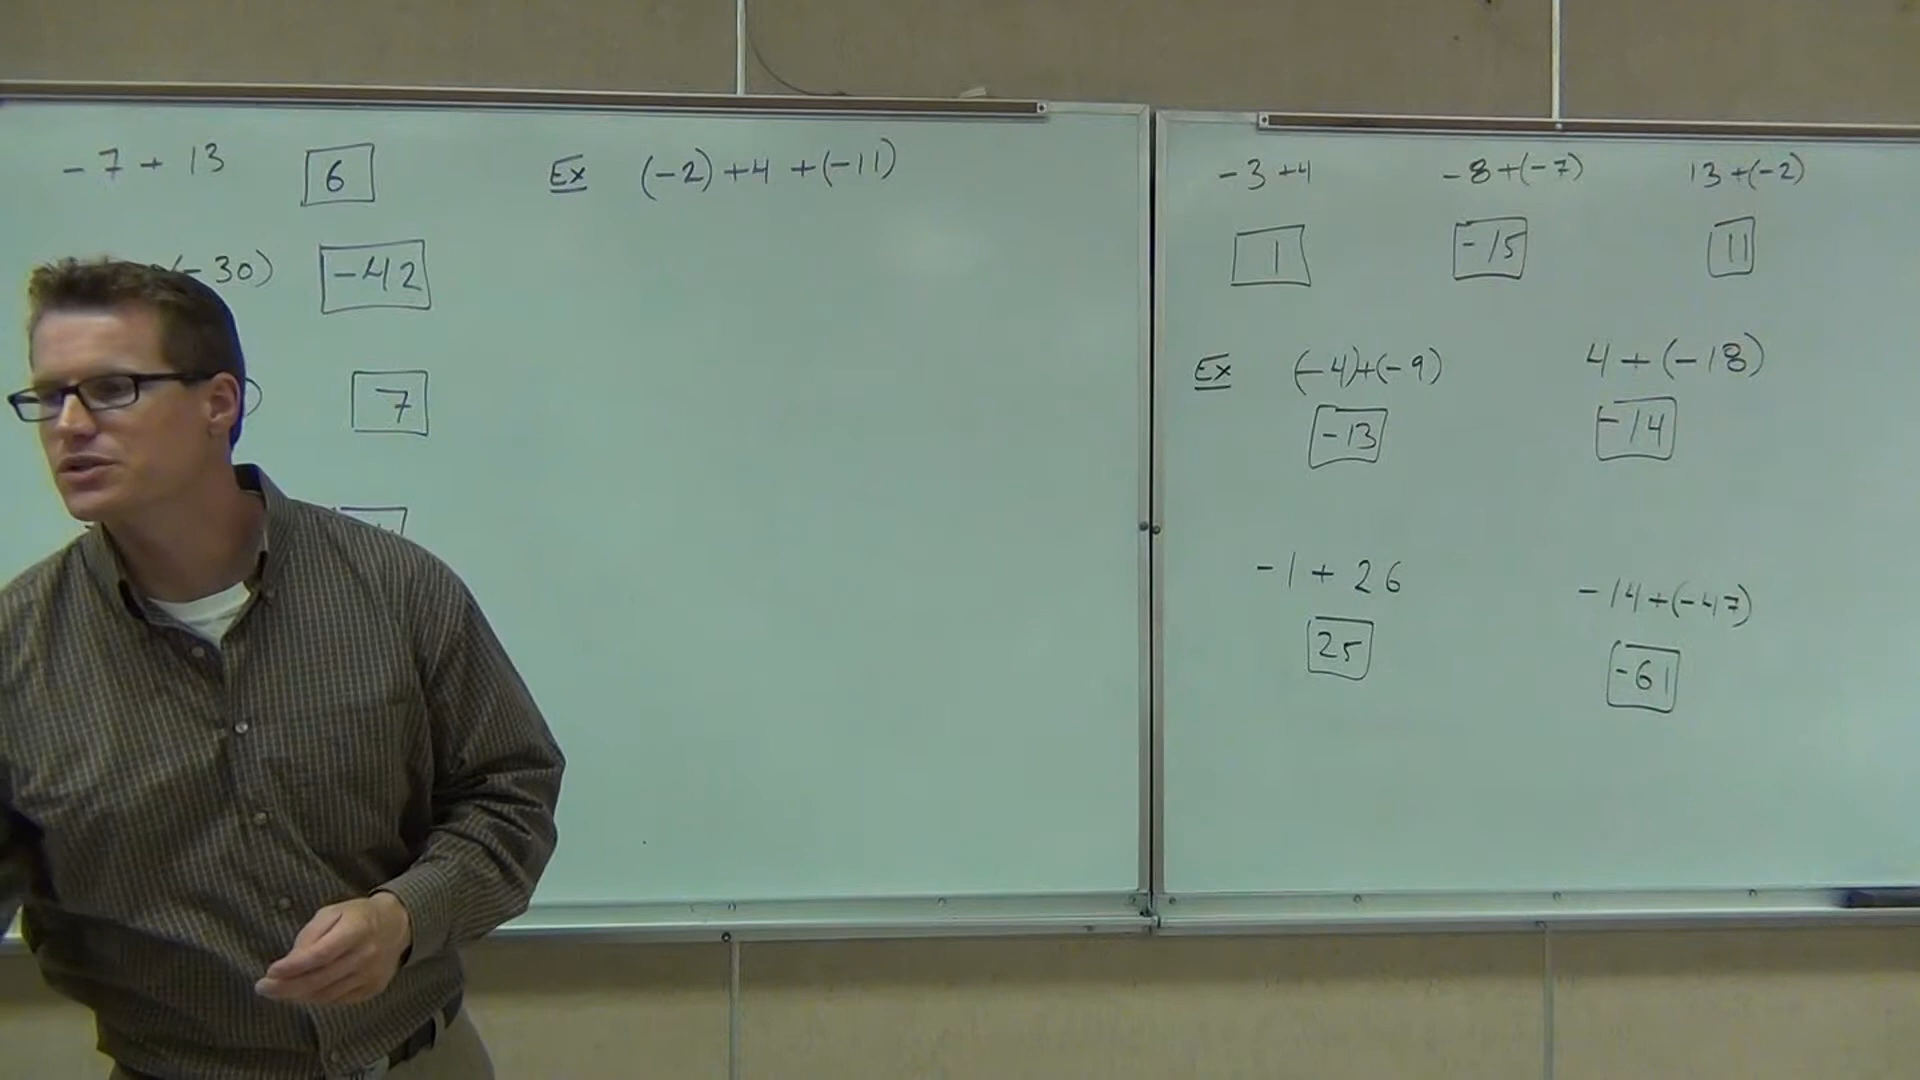 -7 + 13 6
-30) -42
) 7
Ex (-2)+4+(-11)
-3+4 -8+(-7) 13+(-2)
1 -15 11
Ex (-4)+(-9) 4+(-18)
-13 -14
-1+26 -14+(-47)
25 -61